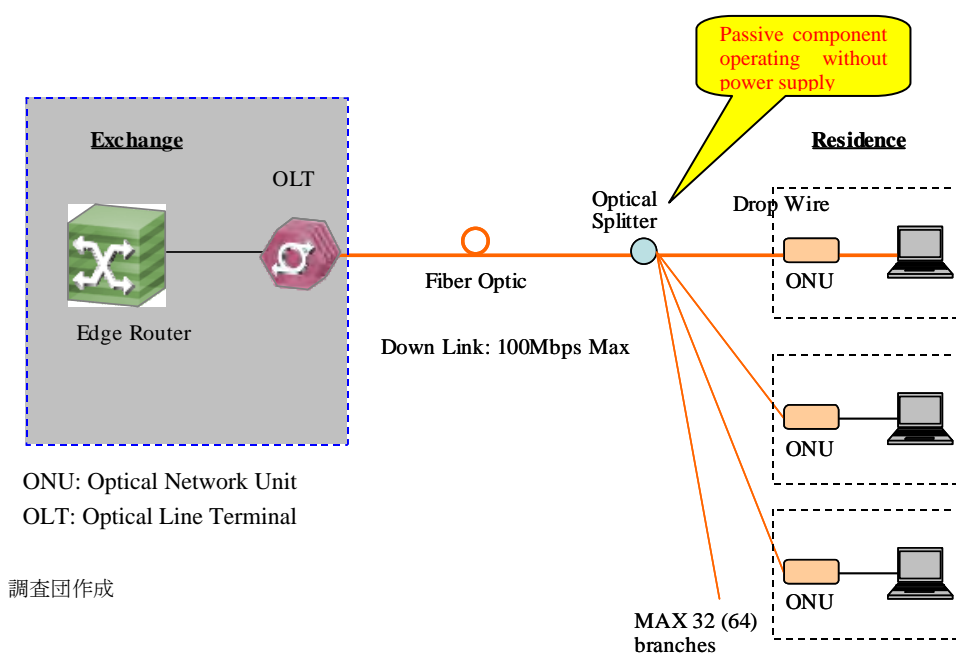 Passive component
operating without
power supply
Exchange
Residence
OLT
Optical
Splitter
Drop Wire
Fiber Optic
ONU
Edge Router
Down Link: 100Mbps Max
ONU
ONU: Optical Network Unit
OLT: Optical Line Terminal
調査団作成
ONU
MAX 32 (64)
branches